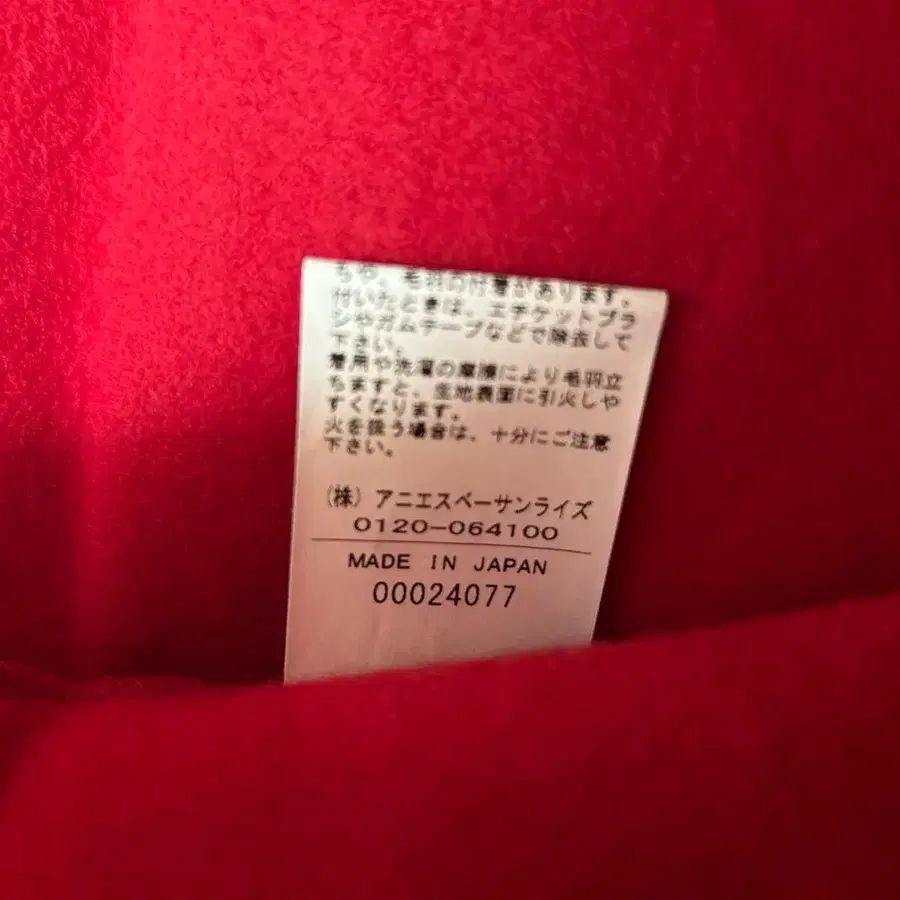 ちや、毛羽の付着があります。
付いたときは、エチケットブラ
シやガムテープなどで除去して
下さい。
着用や洗濯の摩擦により毛羽立
ちますと、生地表面に引火しや
すくなります。
火を扱う場合は、十分にご注意
下さい。
(株)アニエスベーサンライズ
0120-064100
MADE IN JAPAN
00024077